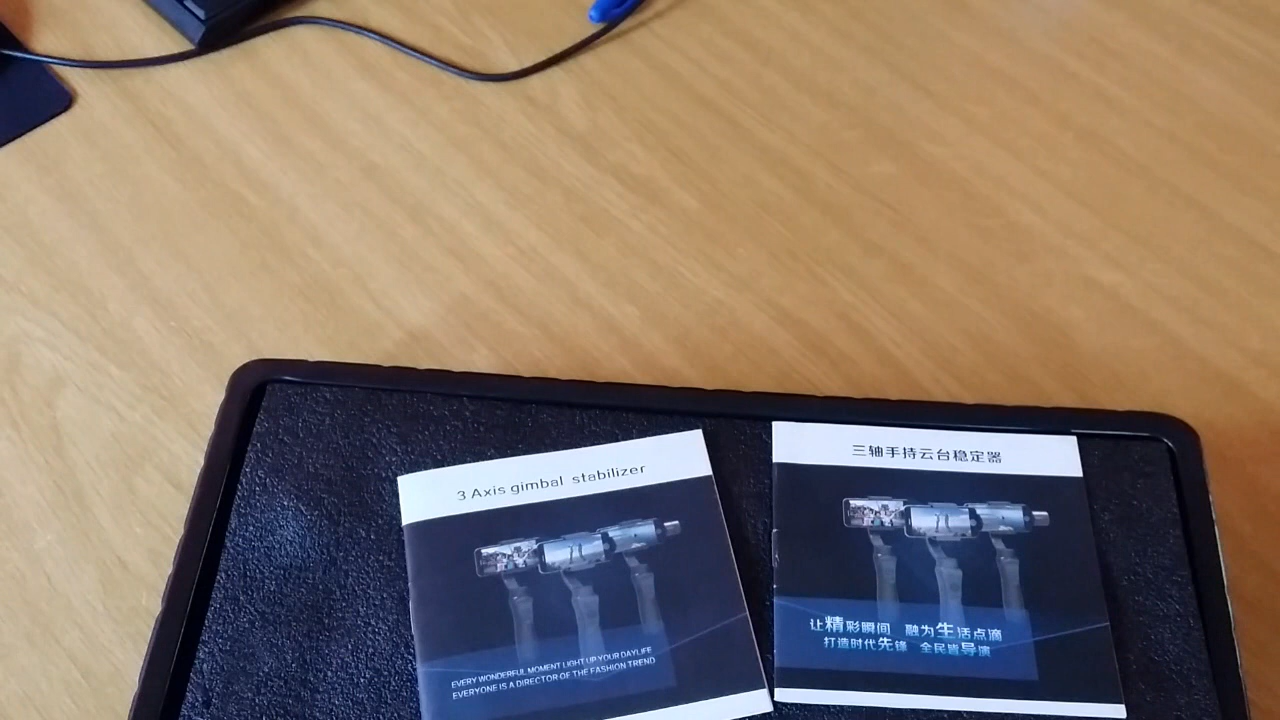 3 Axis gimbal stabilizer
EVERY WONDERFUL MOMENT LIGHT UP YOUR DAYLIFE
EVERYONE IS A DIRECTOR OF THE FASHION TREND
三轴手持云台稳定器
让精彩瞬间 融为生活点滴
打造时代先锋 全民皆导演